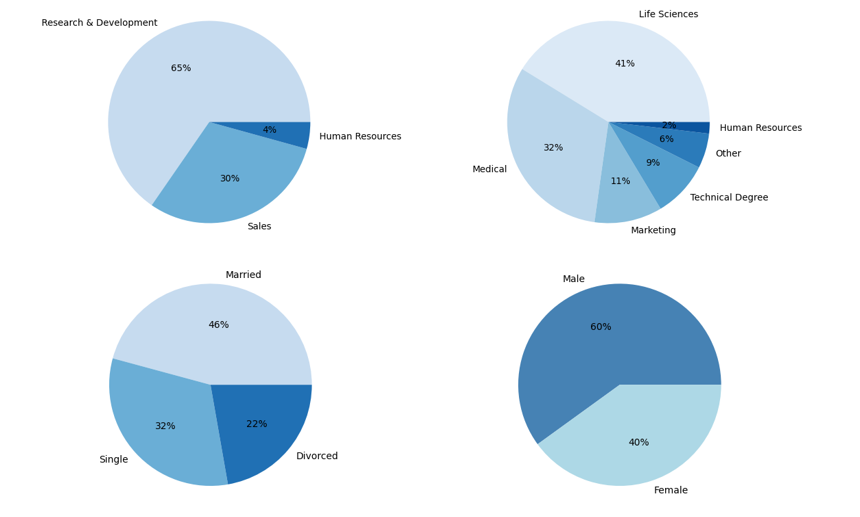 Research & Development
65%
4%
Human Resources
30%
Sales
Life Sciences
41%
2%
Human Resources
6%
Other
32%
9%
Medical
11%
Technical Degree
Marketing
Married
46%
32%
22%
Single
Divorced
Male
60%
40%
Female